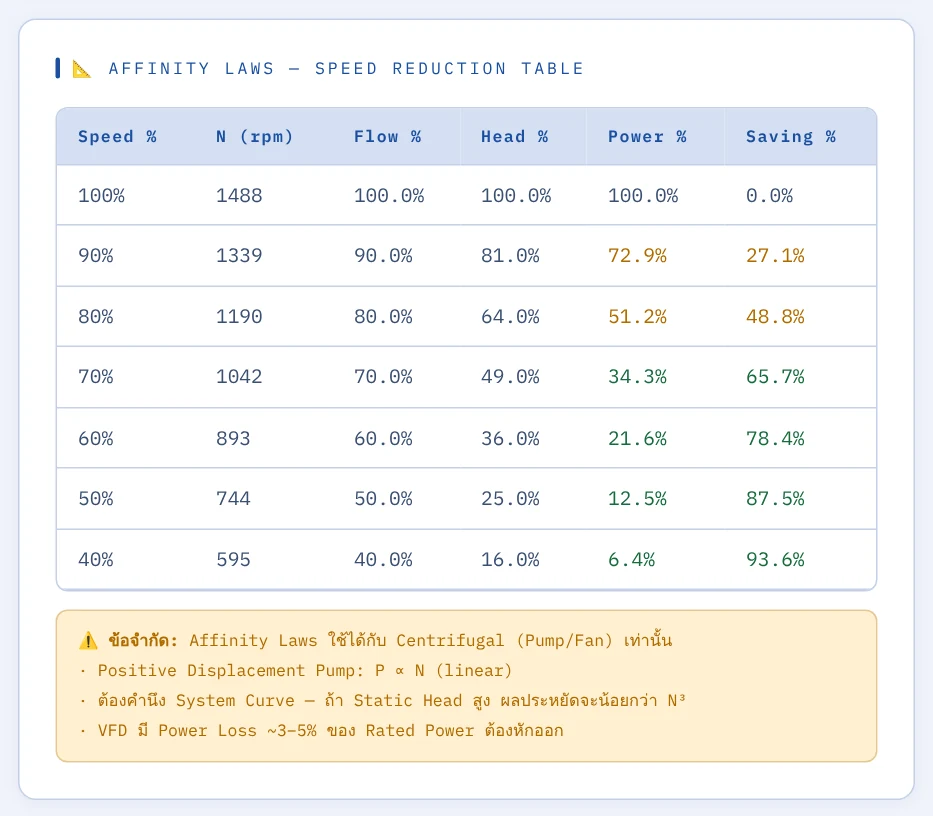 📐 AFFINITY LAWS — SPEED REDUCTION TABLE
Speed % N (rpm) Flow % Head % Power % Saving %
100% 1488 100.0% 100.0% 100.0% 0.0%
90% 1339 90.0% 81.0% 72.9% 27.1%
80% 1190 80.0% 64.0% 51.2% 48.8%
70% 1042 70.0% 49.0% 34.3% 65.7%
60% 893 60.0% 36.0% 21.6% 78.4%
50% 744 50.0% 25.0% 12.5% 87.5%
40% 595 40.0% 16.0% 6.4% 93.6%
⚠️ ข้อจำกัด: Affinity Laws ใช้ได้กับ Centrifugal (Pump/Fan) เท่านั้น
· Positive Displacement Pump: P ∝ N (linear)
· ต้องคำนึง System Curve — ถ้า Static Head สูง ผลประหยัดจะน้อยกว่า N³
· VFD มี Power Loss ~3–5% ของ Rated Power ต้องหักออก